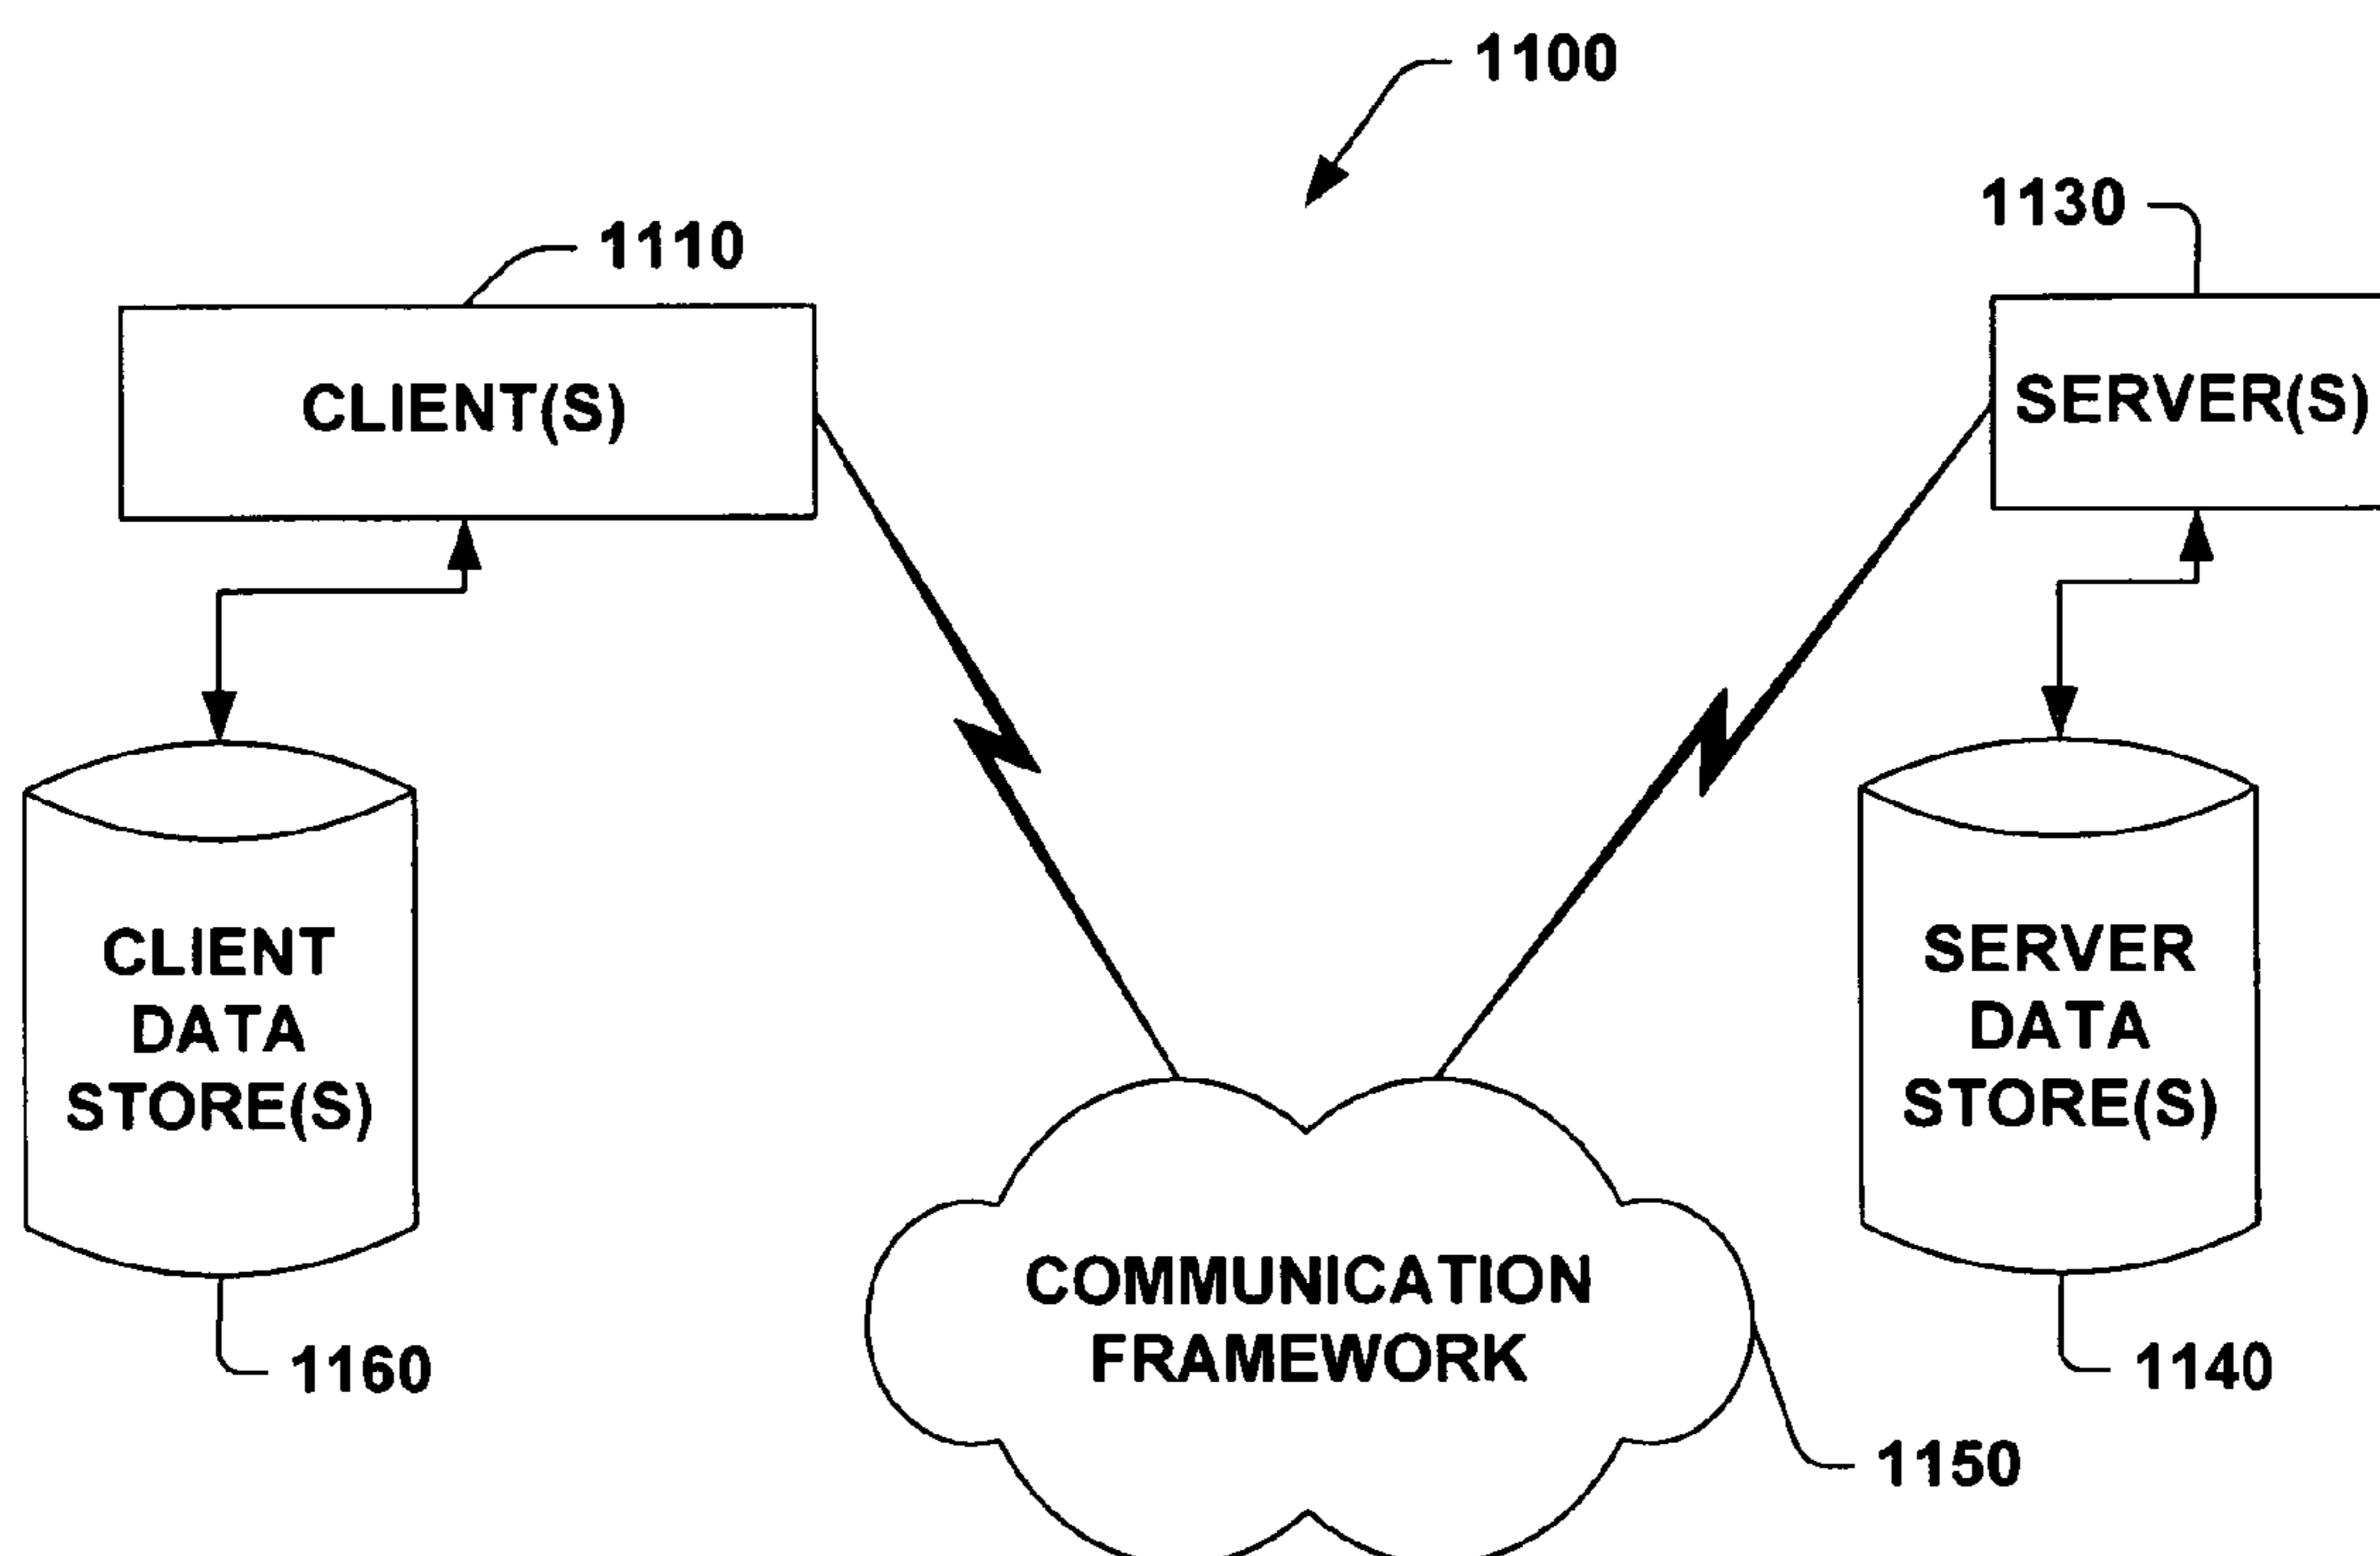 1100
1130
1110
CLIENT(S)
SERVER(S)
CLIENT
DATA
STORE(S)
SERVER
DATA
STORE(S)
COMMUNICATION
FRAMEWORK
1160
1140
1150